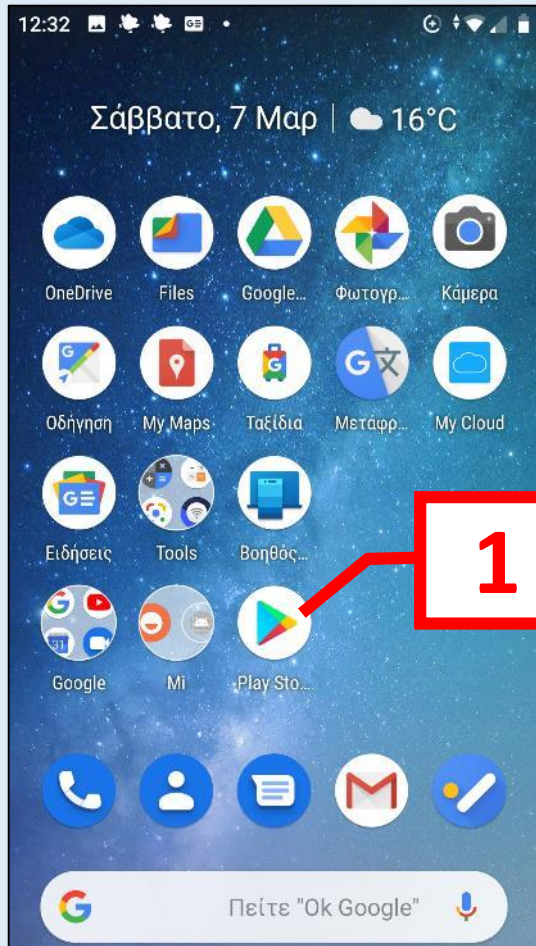 12:32
Σάββατο, 7 Μαρ | 16°C
OneDrive Files Google... Φωτογρ... Κάμερα
Οδήγηση My Maps Ταξίδια Μετάφρ... My Cloud
Ειδήσεις Tools Βοηθός...
1
Google Mi Play Sto...
Πείτε "Ok Google"